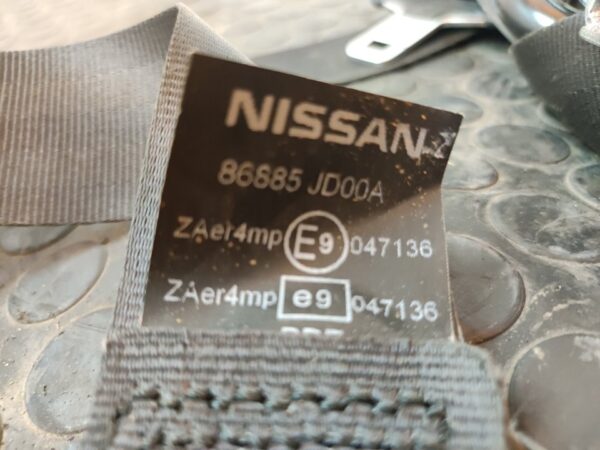 NISSAN
86885 JD00A
ZAer4mp E9 047136
ZAer4mp e9 047136